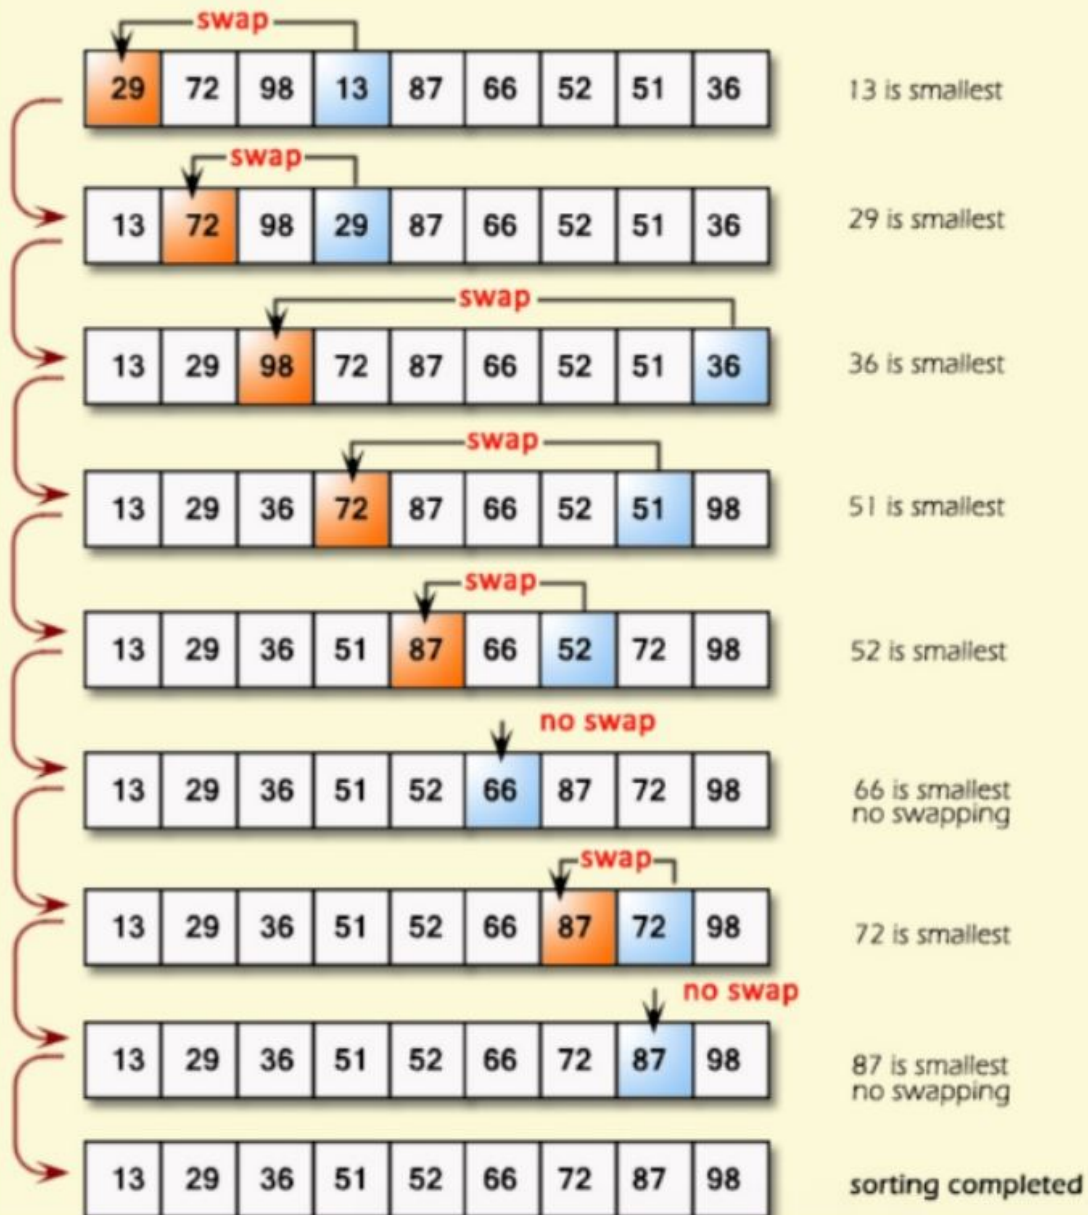 swap
29 72 98 13 87 66 52 51 36 13 is smallest
swap
13 72 98 29 87 66 52 51 36 29 is smallest
swap
13 29 98 72 87 66 52 51 36 36 is smallest
swap
13 29 36 72 87 66 52 51 98 51 is smallest
swap
13 29 36 51 87 66 52 72 98 52 is smallest
no swap
13 29 36 51 52 66 87 72 98 66 is smallest
no swapping
swap
13 29 36 51 52 66 87 72 98 72 is smallest
no swap
13 29 36 51 52 66 72 87 98 87 is smallest
no swapping
13 29 36 51 52 66 72 87 98 sorting completed